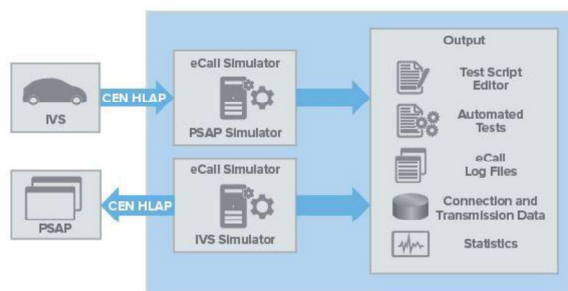 IVS
CEN HLAP
eCall Simulator
PSAP Simulator
PSAP
CEN HLAP
eCall Simulator
IVS Simulator
Output
Test Script
Editor
Automated
Tests
eCall
Log Files
Connection and
Transmission Data
Statistics